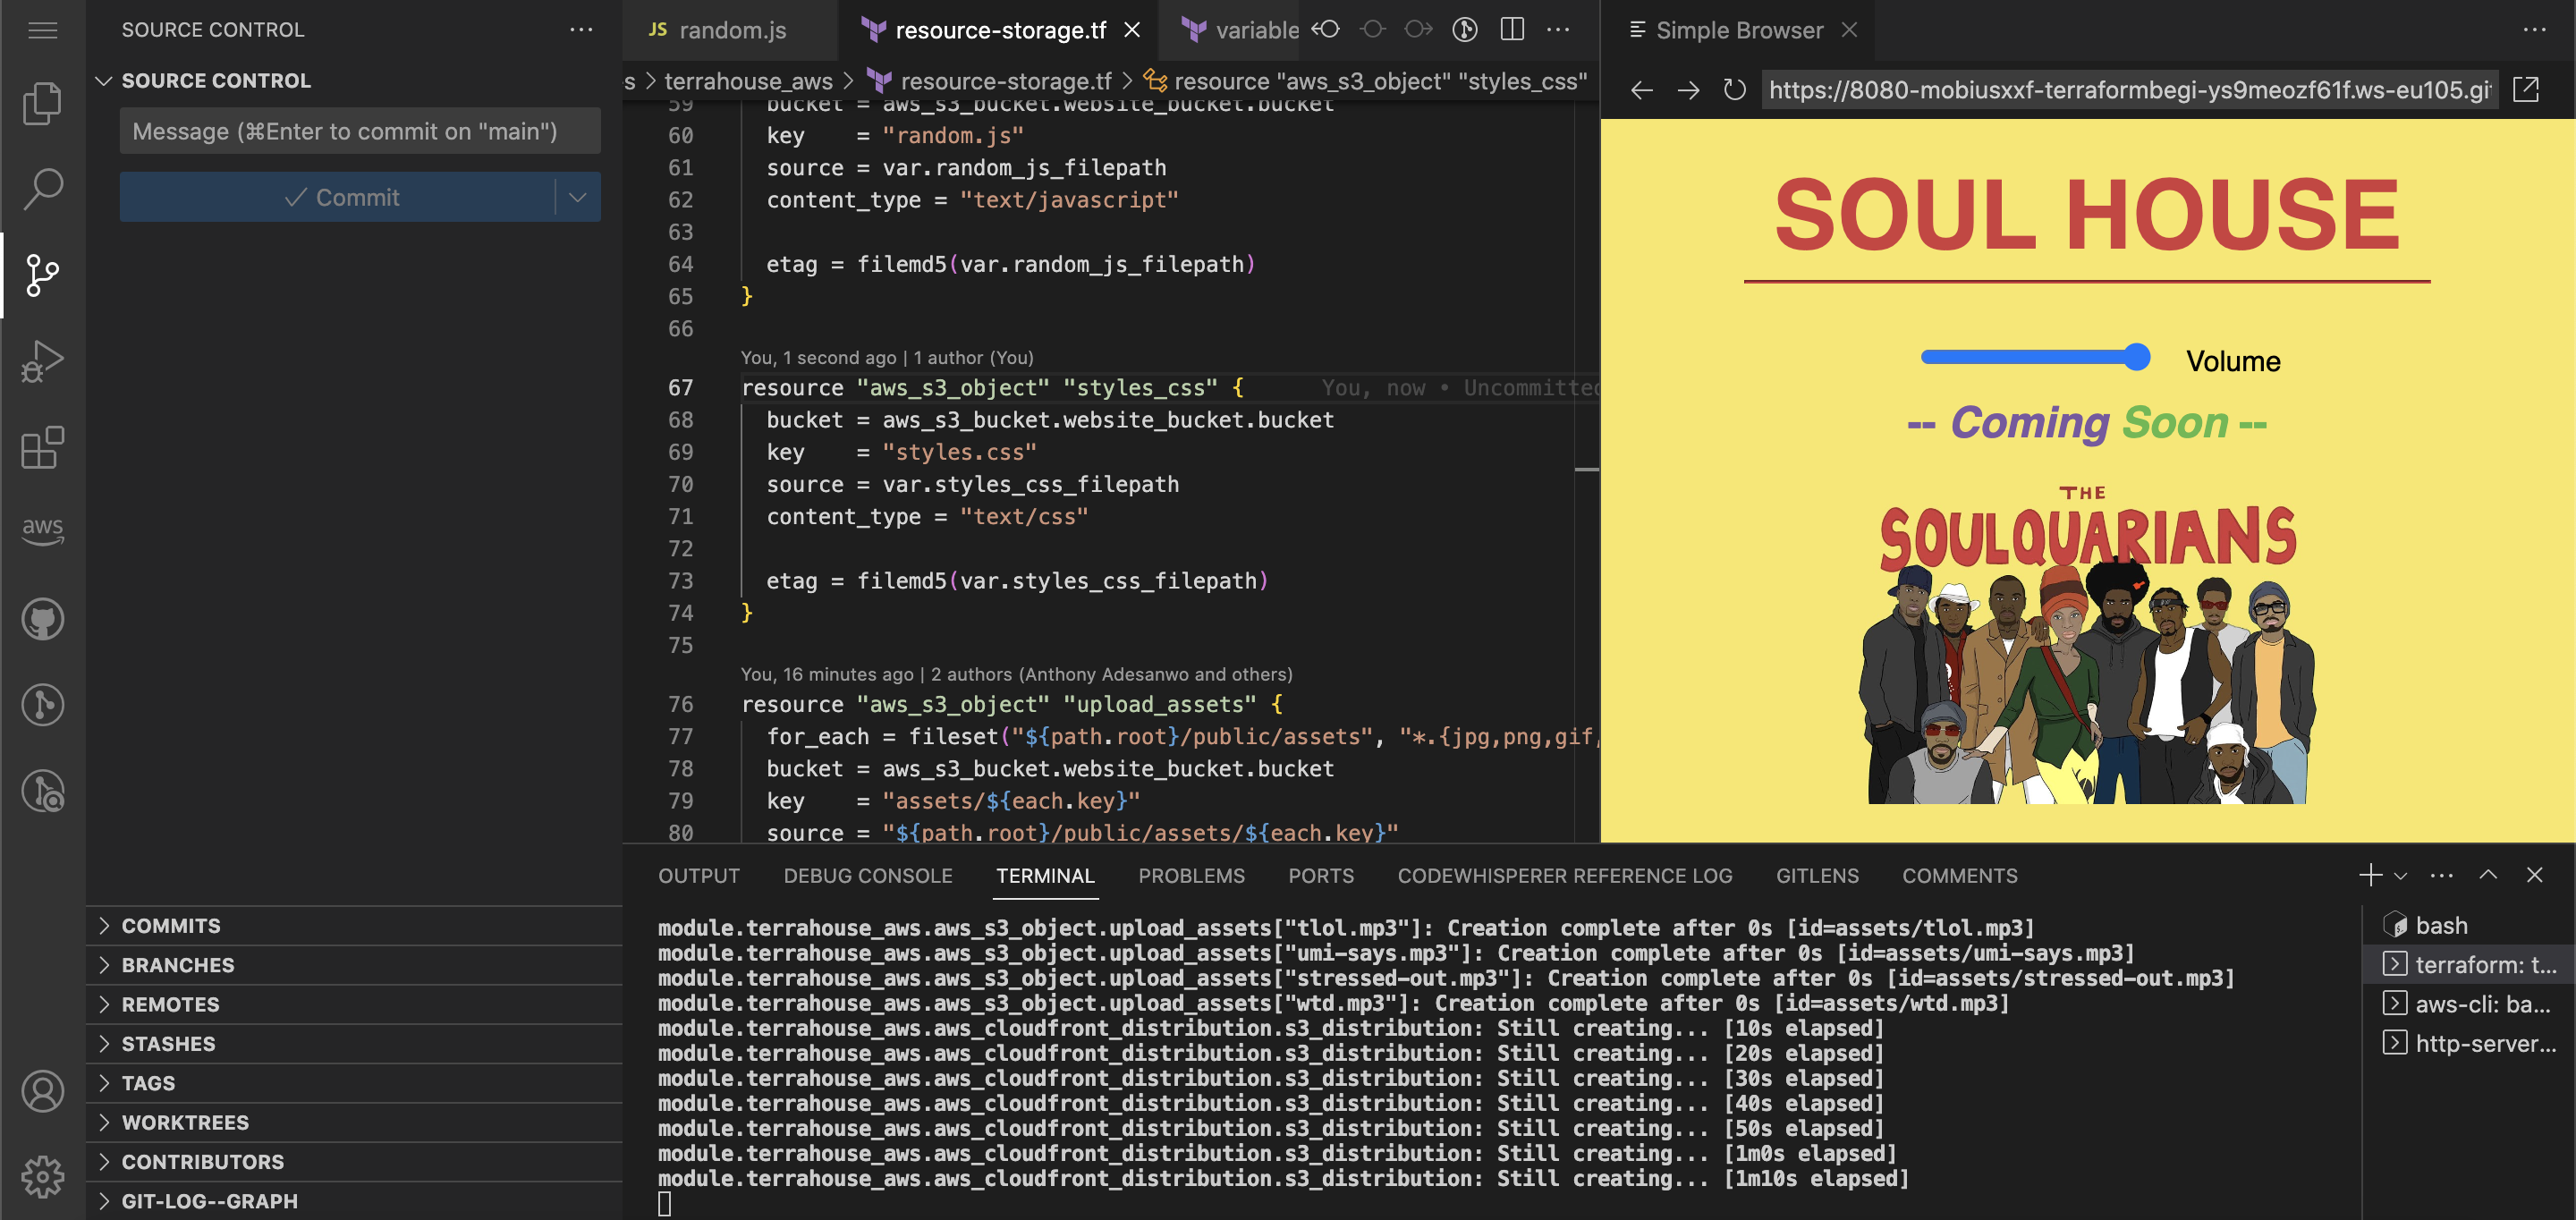 SOURCE CONTROL
SOURCE CONTROL
Message (⌘Enter to commit on "main")
Commit
aws
COMMITS
BRANCHES
REMOTES
STASHES
TAGS
WORKTREES
CONTRIBUTORS
GIT-LOG--GRAPH
JS random.js
resource-storage.tf
variable
s > terrahouse_aws > resource-storage.tf > resource "aws_s3_object" "styles_css"
59 bucket = aws_s3_bucket.website_bucket.bucket
60 key    = "random.js"
61 source = var.random_js_filepath
62 content_type = "text/javascript"
63
64 etag = filemd5(var.random_js_filepath)
65 }
66
You, 1 second ago | 1 author (You)
67 resource "aws_s3_object" "styles_css" { You, now • Uncommitted
68 bucket = aws_s3_bucket.website_bucket.bucket
69 key    = "styles.css"
70 source = var.styles_css_filepath
71 content_type = "text/css"
72
73 etag = filemd5(var.styles_css_filepath)
74 }
75
You, 16 minutes ago | 2 authors (Anthony Adesanwo and others)
76 resource "aws_s3_object" "upload_assets" {
77 for_each = fileset("${path.root}/public/assets", "*.{jpg,png,gif,
78 bucket = aws_s3_bucket.website_bucket.bucket
79 key    = "assets/${each.key}"
80 source = "${path.root}/public/assets/${each.key}"
Simple Browser
https://8080-mobiusxxf-terraformbegi-ys9meozf61f.ws-eu105.gi
SOUL HOUSE
Volume
-- Coming Soon --
THE
SOULQUARIANS
OUTPUT DEBUG CONSOLE TERMINAL PROBLEMS PORTS CODEWHISPERER REFERENCE LOG GITLENS COMMENTS
module.terrahouse_aws.aws_s3_object.upload_assets["tlol.mp3"]: Creation complete after 0s [id=assets/tlol.mp3]
module.terrahouse_aws.aws_s3_object.upload_assets["umi-says.mp3"]: Creation complete after 0s [id=assets/umi-says.mp3]
module.terrahouse_aws.aws_s3_object.upload_assets["stressed-out.mp3"]: Creation complete after 0s [id=assets/stressed-out.mp3]
module.terrahouse_aws.aws_s3_object.upload_assets["wtd.mp3"]: Creation complete after 0s [id=assets/wtd.mp3]
module.terrahouse_aws.aws_cloudfront_distribution.s3_distribution: Still creating... [10s elapsed]
module.terrahouse_aws.aws_cloudfront_distribution.s3_distribution: Still creating... [20s elapsed]
module.terrahouse_aws.aws_cloudfront_distribution.s3_distribution: Still creating... [30s elapsed]
module.terrahouse_aws.aws_cloudfront_distribution.s3_distribution: Still creating... [40s elapsed]
module.terrahouse_aws.aws_cloudfront_distribution.s3_distribution: Still creating... [50s elapsed]
module.terrahouse_aws.aws_cloudfront_distribution.s3_distribution: Still creating... [1m0s elapsed]
module.terrahouse_aws.aws_cloudfront_distribution.s3_distribution: Still creating... [1m10s elapsed]
bash
terraform: t...
aws-cli: ba...
http-server...